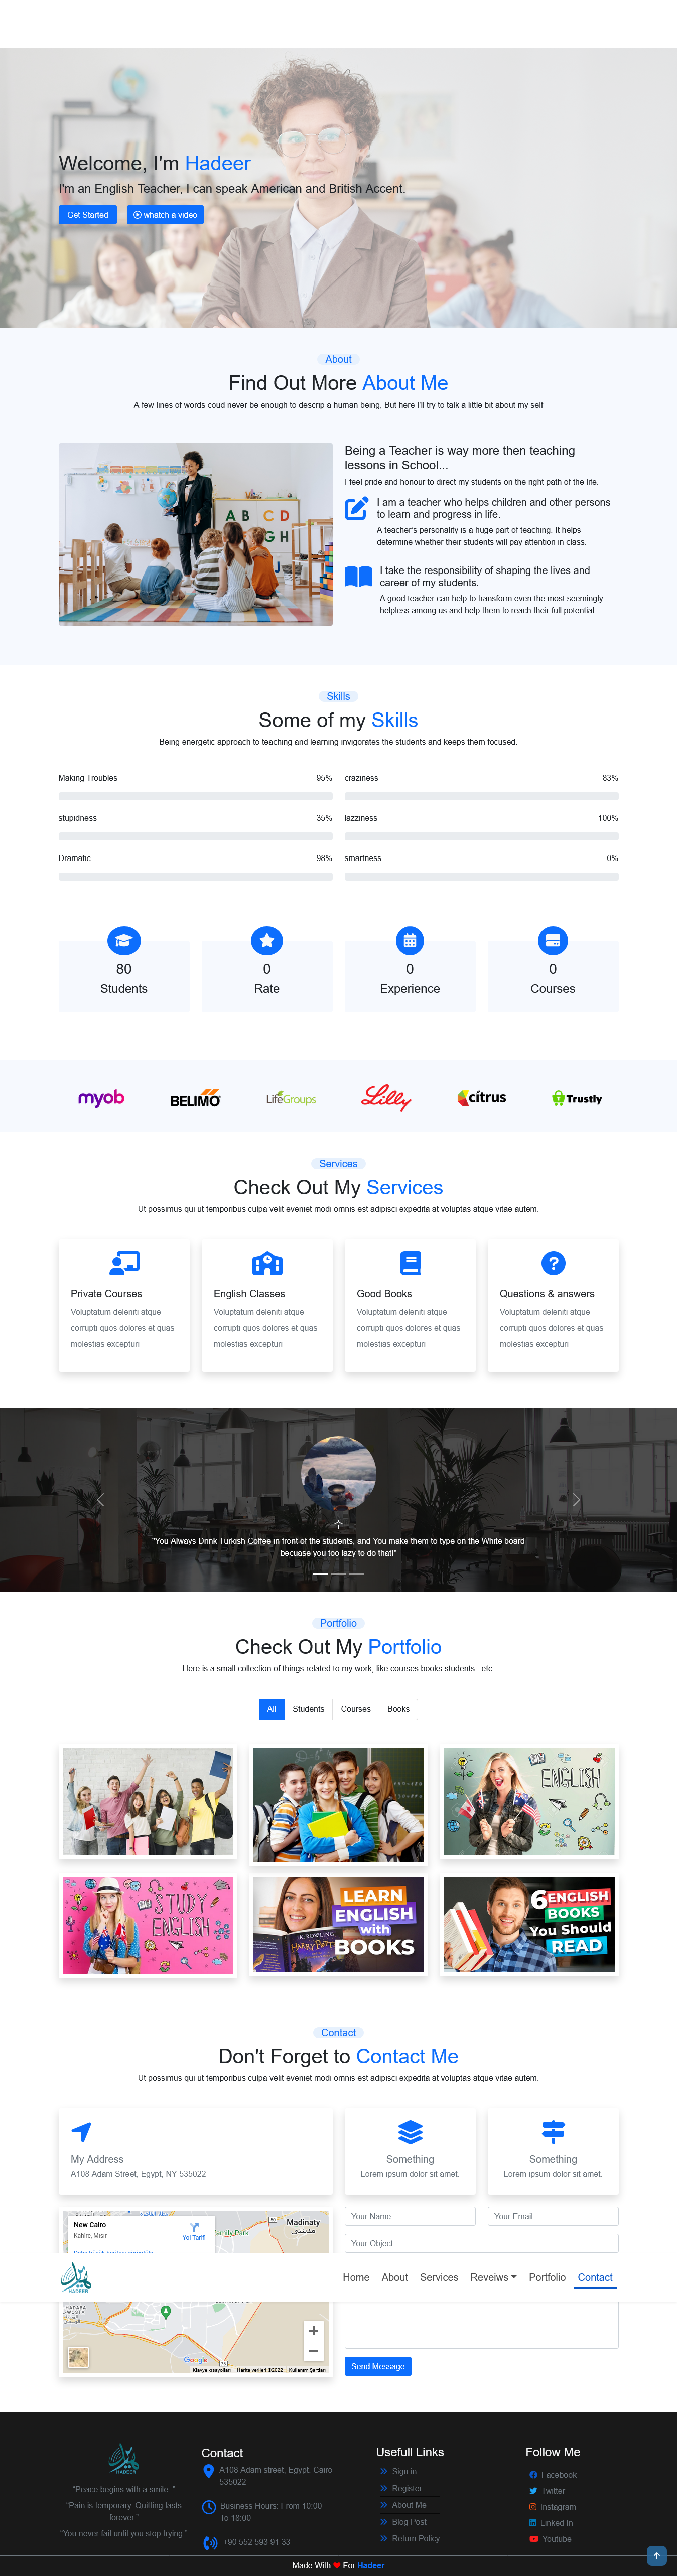 Welcome, I'm Hadeer
I'm an English Teacher, I can speak American and British Accent.
Get Started
whatch a video
About
Find Out More About Me
A few lines of words coud never be enough to descrip a human being, But here I'll try to talk a little bit about my self
A B C D
Being a Teacher is way more then teaching
lessons in School...
I feel pride and honour to direct my students on the right path of the life.
I am a teacher who helps children and other persons
to learn and progress in life.
A teacher's personality is a huge part of teaching. It helps
determine whether their students will pay attention in class.
I take the responsibility of shaping the lives and
career of my students.
A good teacher can help to transform even the most seemingly
helpless among us and help them to reach their full potential.
Skills
Some of my Skills
Being energetic approach to teaching and learning invigorates the students and keeps them focused.
Making Troubles 95%
craziness 83%
stupidness 35%
lazziness 100%
Dramatic 98%
smartness 0%
80
Students
0
Rate
0
Experience
0
Courses
myob
BELIMO
LifeGroups
Lilly
citrus
Trustly
Services
Check Out My Services
Ut possimus qui ut temporibus culpa velit eveniet modi omnis est adipisci expedita at voluptas atque vitae autem.
Private Courses
Voluptatum deleniti atque
corrupti quos dolores et quas
molestias excepturi
English Classes
Voluptatum deleniti atque
corrupti quos dolores et quas
molestias excepturi
Good Books
Voluptatum deleniti atque
corrupti quos dolores et quas
molestias excepturi
Questions & answers
Voluptatum deleniti atque
corrupti quos dolores et quas
molestias excepturi
"You Always Drink Turkish Coffee in front of the students, and You make them to type on the White board
becuase you too lazy to do that!"
Portfolio
Check Out My Portfolio
Here is a small collection of things related to my work, like courses books students ..etc.
All
Students
Courses
Books
ENGLISH
STUDY
ENGLISH
LEARN
ENGLISH
with
BOOKS
J.K. ROWLING
HARRY POTTER
6 ENGLISH
BOOKS
You Should
READ
Contact
Don't Forget to Contact Me
Ut possimus qui ut temporibus culpa velit eveniet modi omnis est adipisci expedita at voluptas atque vitae autem.
My Address
A108 Adam Street, Egypt, NY 535022
Something
Lorem ipsum dolor sit amet.
Something
Lorem ipsum dolor sit amet.
New Cairo
Kahire, Mısır
Yol Tarifi
Family Park
Madinaty
مدينتي
Your Name
Your Email
Your Object
HADEER
Home
About
Services
Reveiws
Portfolio
Contact
WOSTA
Google
Klavye kısayolları
Harita verileri ©2022
Kullanım Şartları
Send Message
HADEER
"Peace begins with a smile. "
"Pain is temporary. Quitting lasts
forever."
"You never fail until you stop trying."
Contact
A108 Adam street, Egypt, Cairo
535022
Business Hours: From 10:00
To 18:00
+90 552 593 91 33
Usefull Links
Sign in
Register
About Me
Blog Post
Return Policy
Follow Me
Facebook
Twitter
Instagram
Linked In
Youtube
Made With ❤ For Hadeer